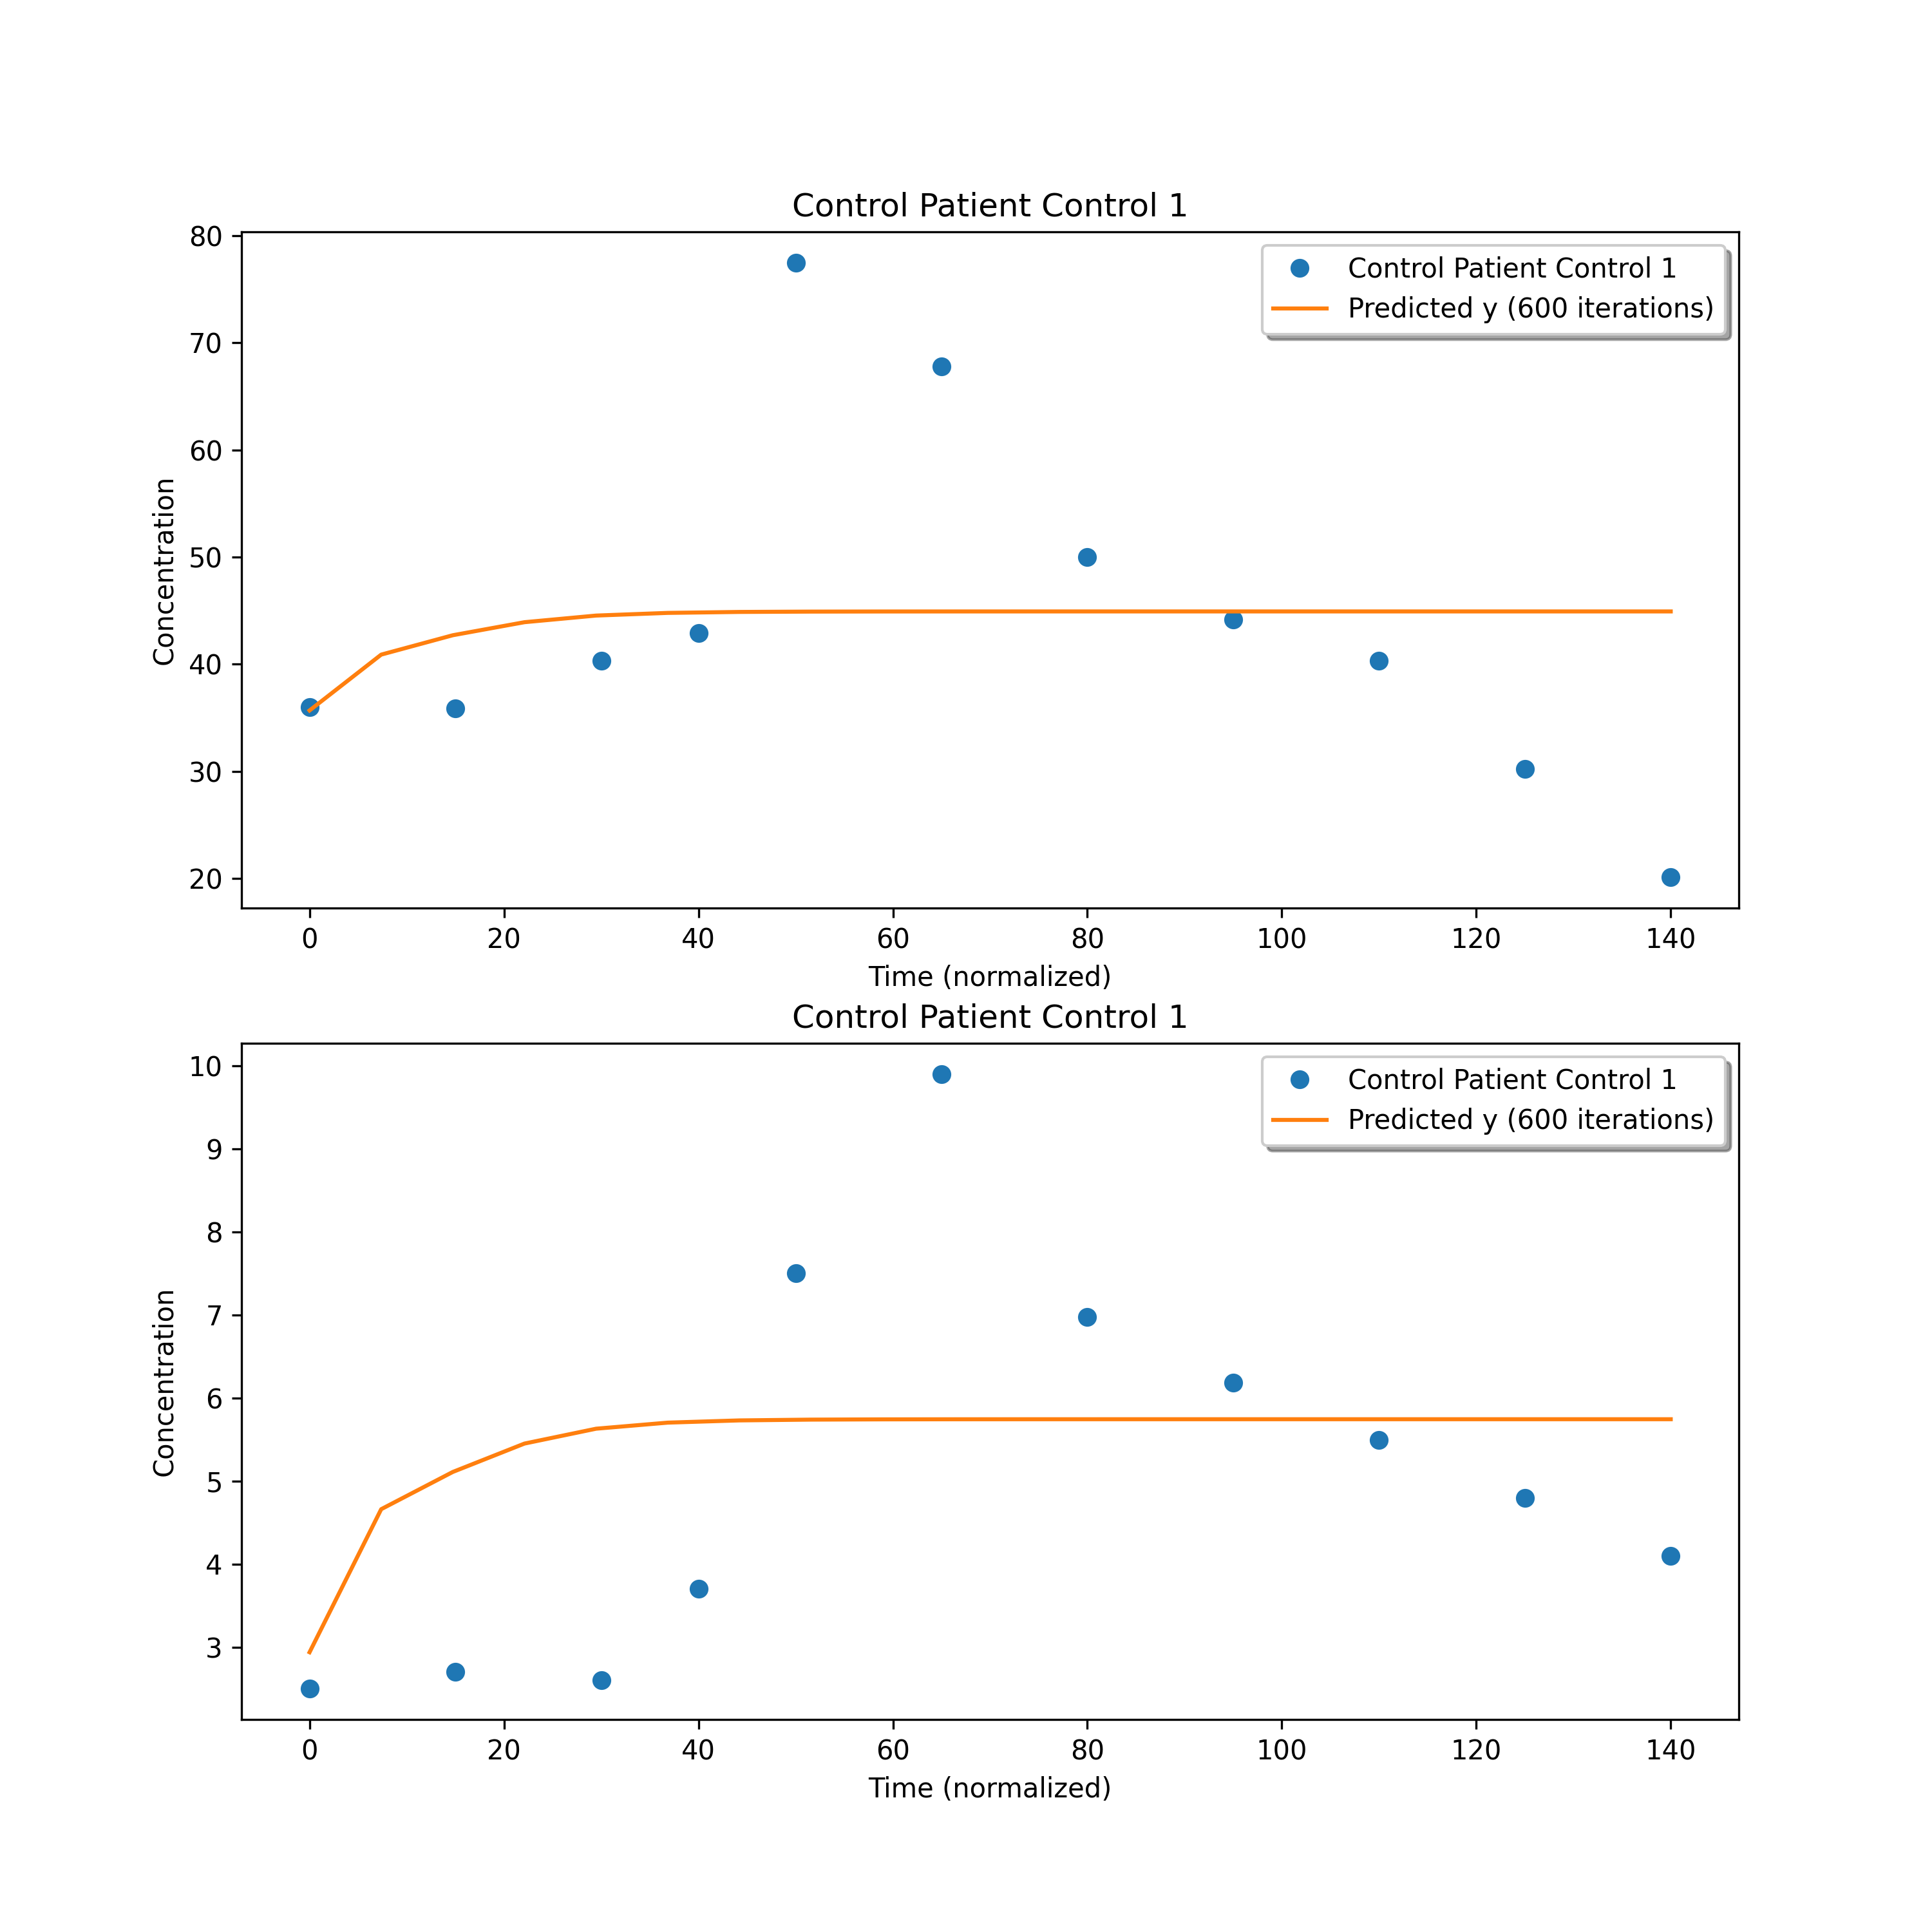 Control Patient Control 1
80
70
60
50
40
30
20
Concentration
Control Patient Control 1
Predicted y (600 iterations)
0 20 40 60 80 100 120 140
Time (normalized)
Control Patient Control 1
10
9
8
7
6
5
4
3
Concentration
Control Patient Control 1
Predicted y (600 iterations)
0 20 40 60 80 100 120 140
Time (normalized)